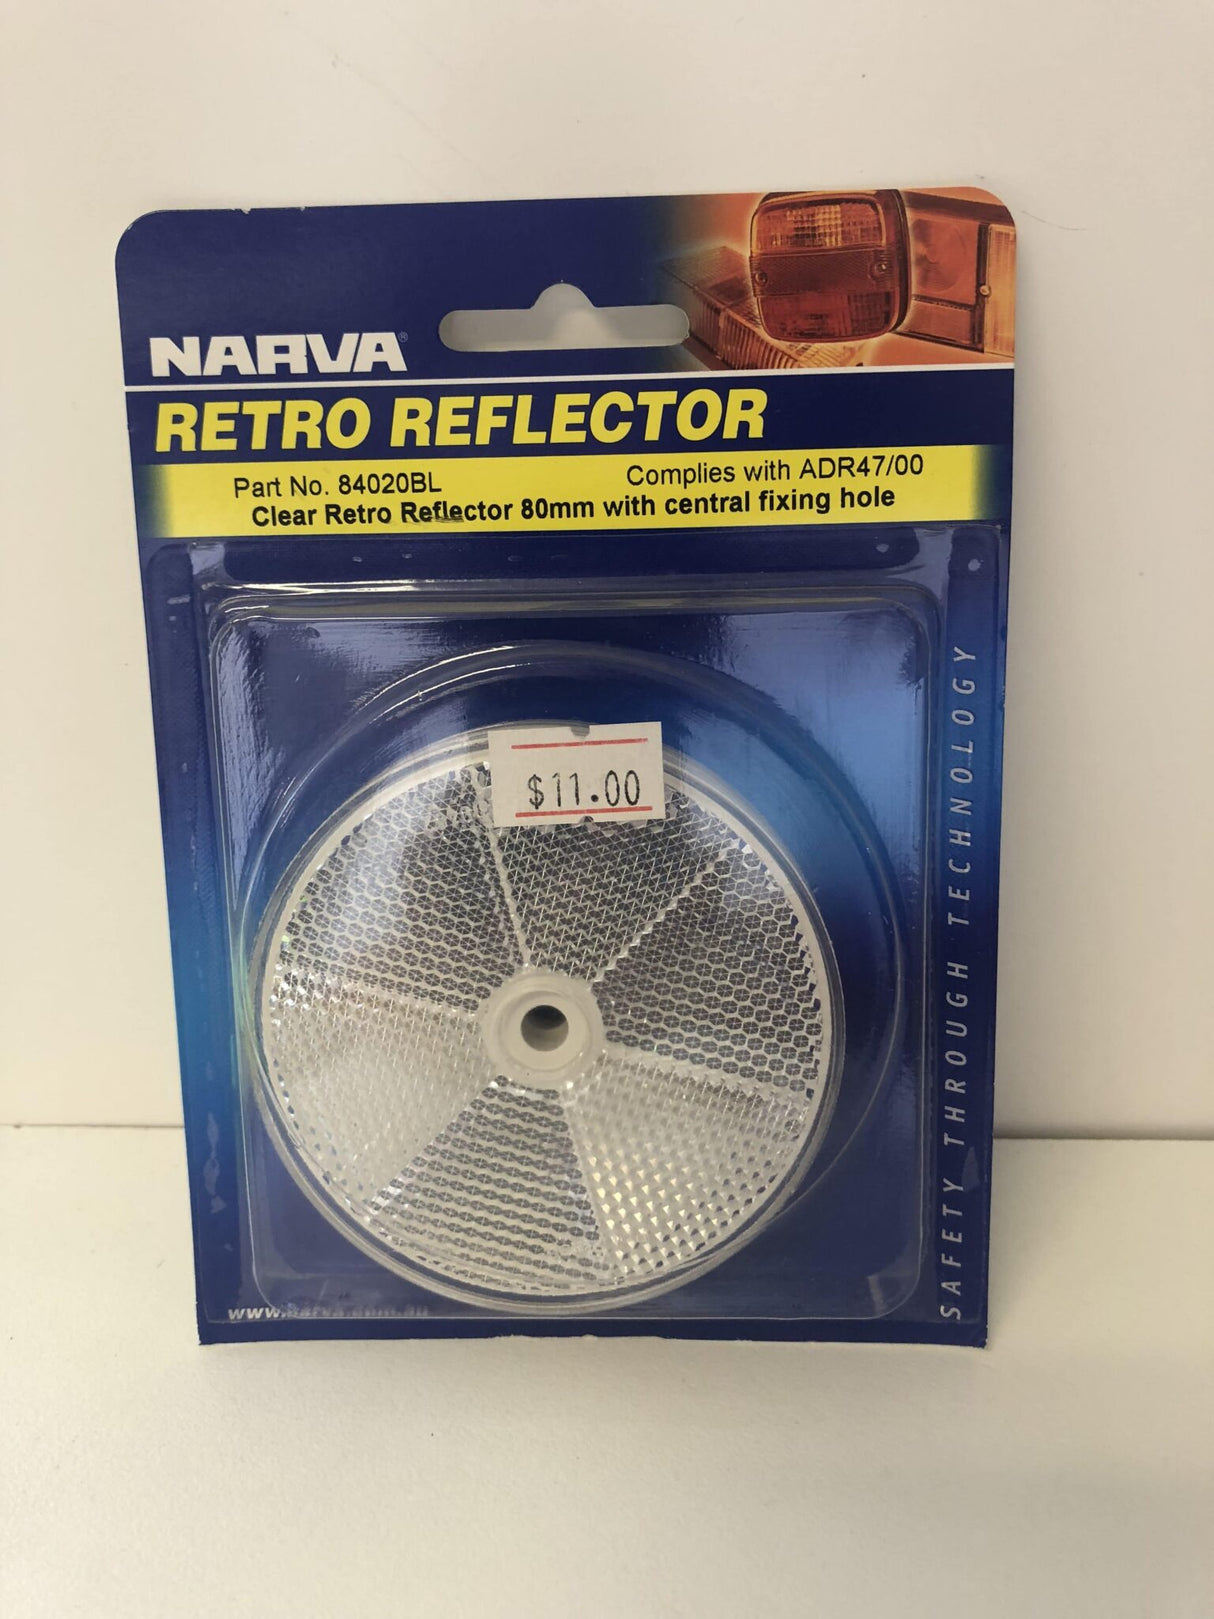 NARVA®
RETRO REFLECTOR
Part No. 84020BL Complies with ADR47/00
Clear Retro Reflector 80mm with central fixing hole
$11.00
SAFETY THROUGH TECHNOLOGY